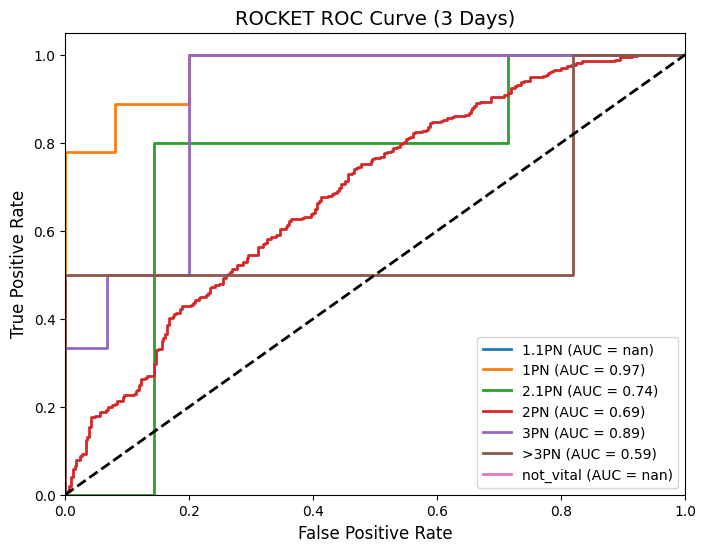 ROCKET ROC Curve (3 Days)
True Positive Rate
1.0
0.8
0.6
0.4
0.2
0.0
1.1PN (AUC = nan)
1PN (AUC = 0.97)
2.1PN (AUC = 0.74)
2PN (AUC = 0.69)
3PN (AUC = 0.89)
>3PN (AUC = 0.59)
not_vital (AUC = nan)
0.0 0.2 0.4 0.6 0.8 1.0
False Positive Rate